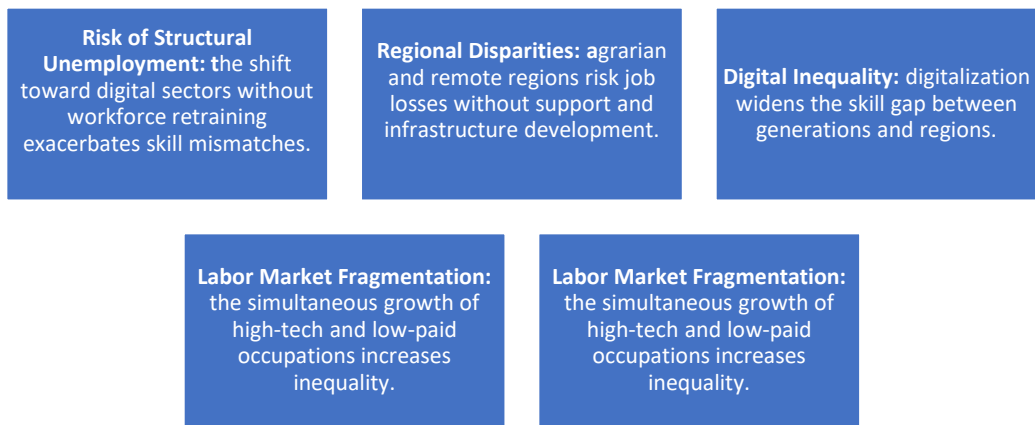 Risk of Structural
Unemployment: the shift
toward digital sectors without
workforce retraining
exacerbates skill mismatches.
Regional Disparities: agrarian
and remote regions risk job
losses without support and
infrastructure development.
Digital Inequality: digitalization
widens the skill gap between
generations and regions.
Labor Market Fragmentation:
the simultaneous growth of
high-tech and low-paid
occupations increases
inequality.
Labor Market Fragmentation:
the simultaneous growth of
high-tech and low-paid
occupations increases
inequality.